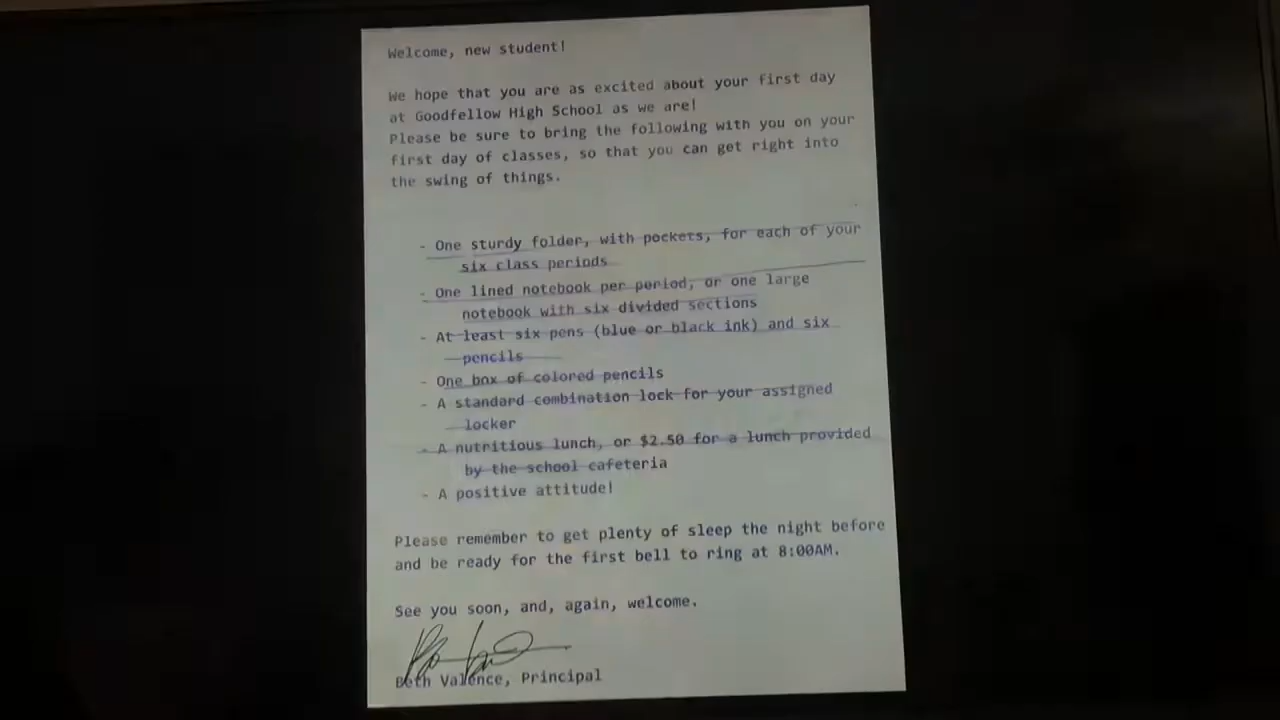 Welcome, new student!
We hope that you are as excited about your first day
at Goodfellow High School as we are!
Please be sure to bring the following with you on your
first day of classes, so that you can get right into
the swing of things.
- One sturdy folder, with pockets, for each of your
six class periods
- One lined notebook per period, or one large
notebook with six divided sections
- At least six pens (blue or black ink) and six
pencils
- One box of colored pencils
- A standard combination lock for your assigned
locker
- A nutritious lunch, or $2.50 for a lunch provided
by the school cafeteria
- A positive attitude!
Please remember to get plenty of sleep the night before
and be ready for the first bell to ring at 8:00AM.
See you soon, and, again, welcome.
Beth Valence, Principal